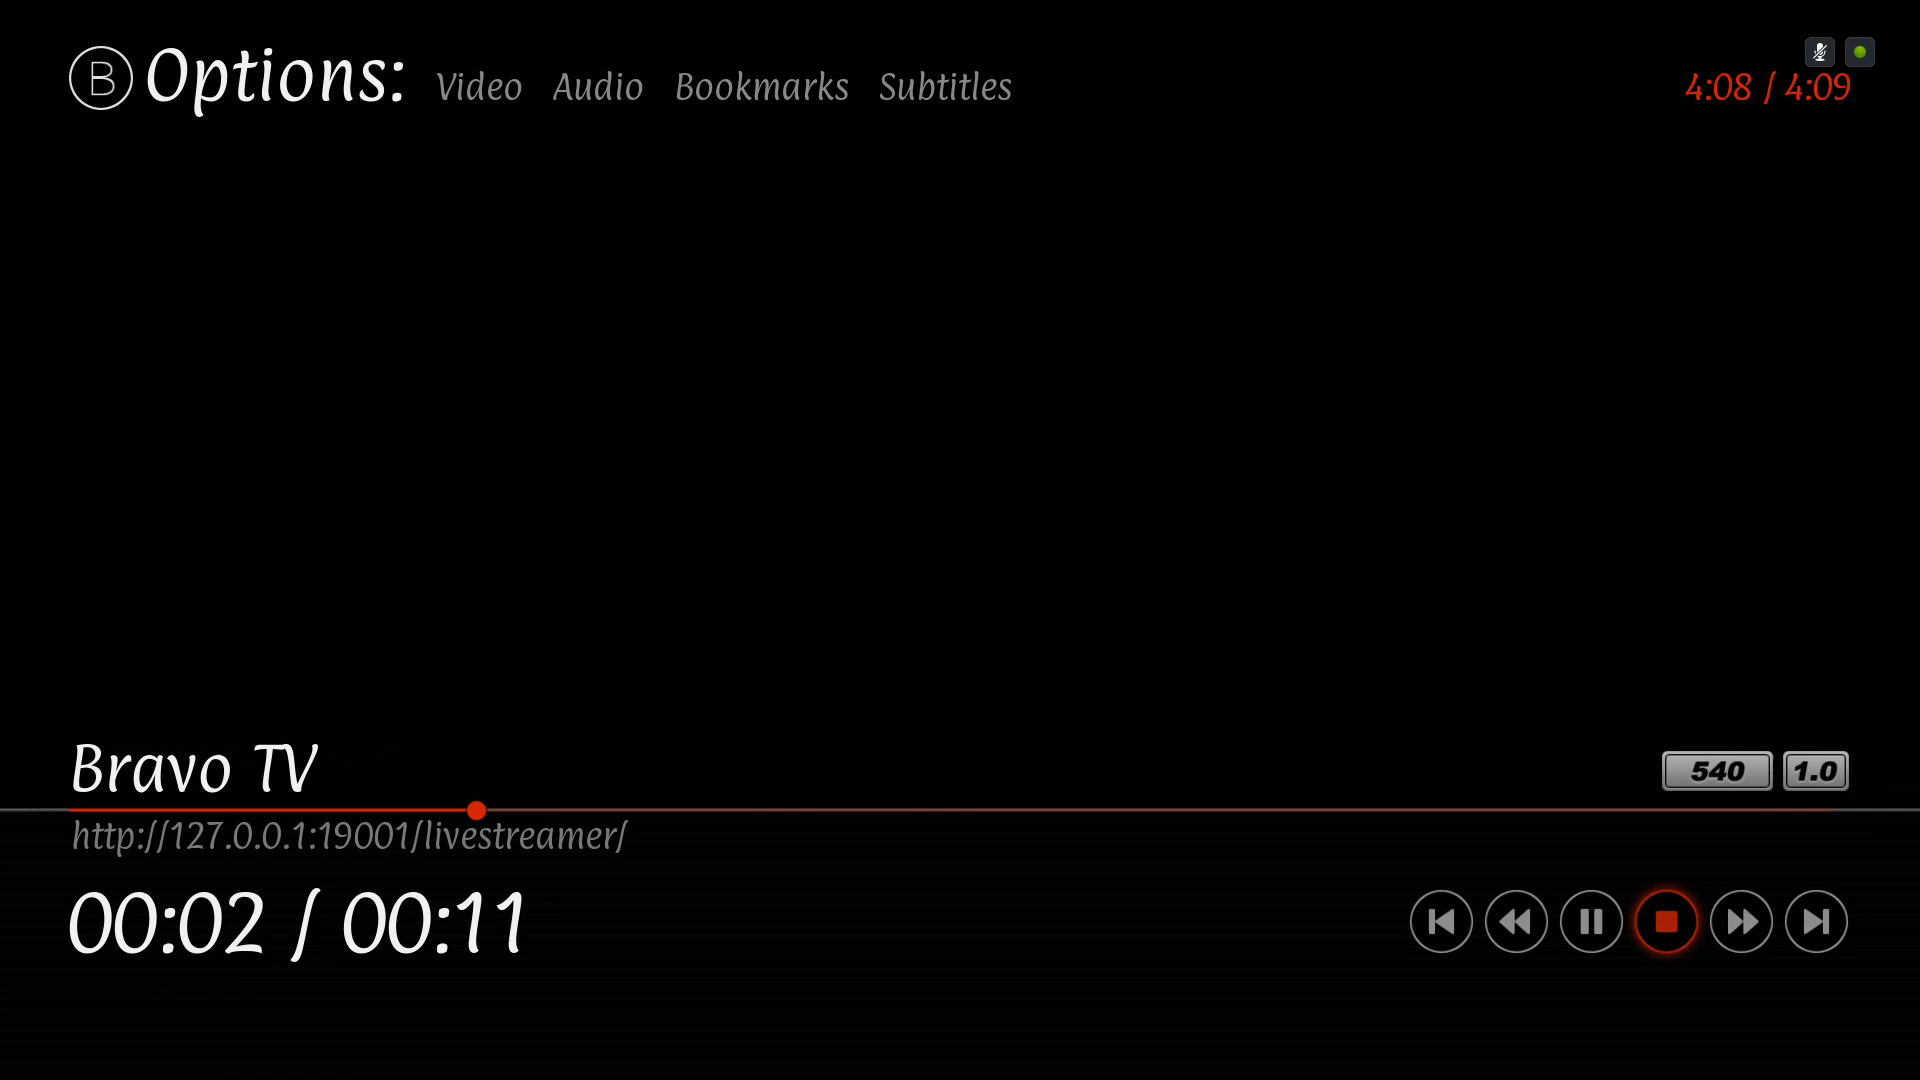 B Options: Video Audio Bookmarks Subtitles
4:08 / 4:09
Bravo TV
540 1.0
http://127.0.0.1:19001/livestreamer/
00:02 / 00:11